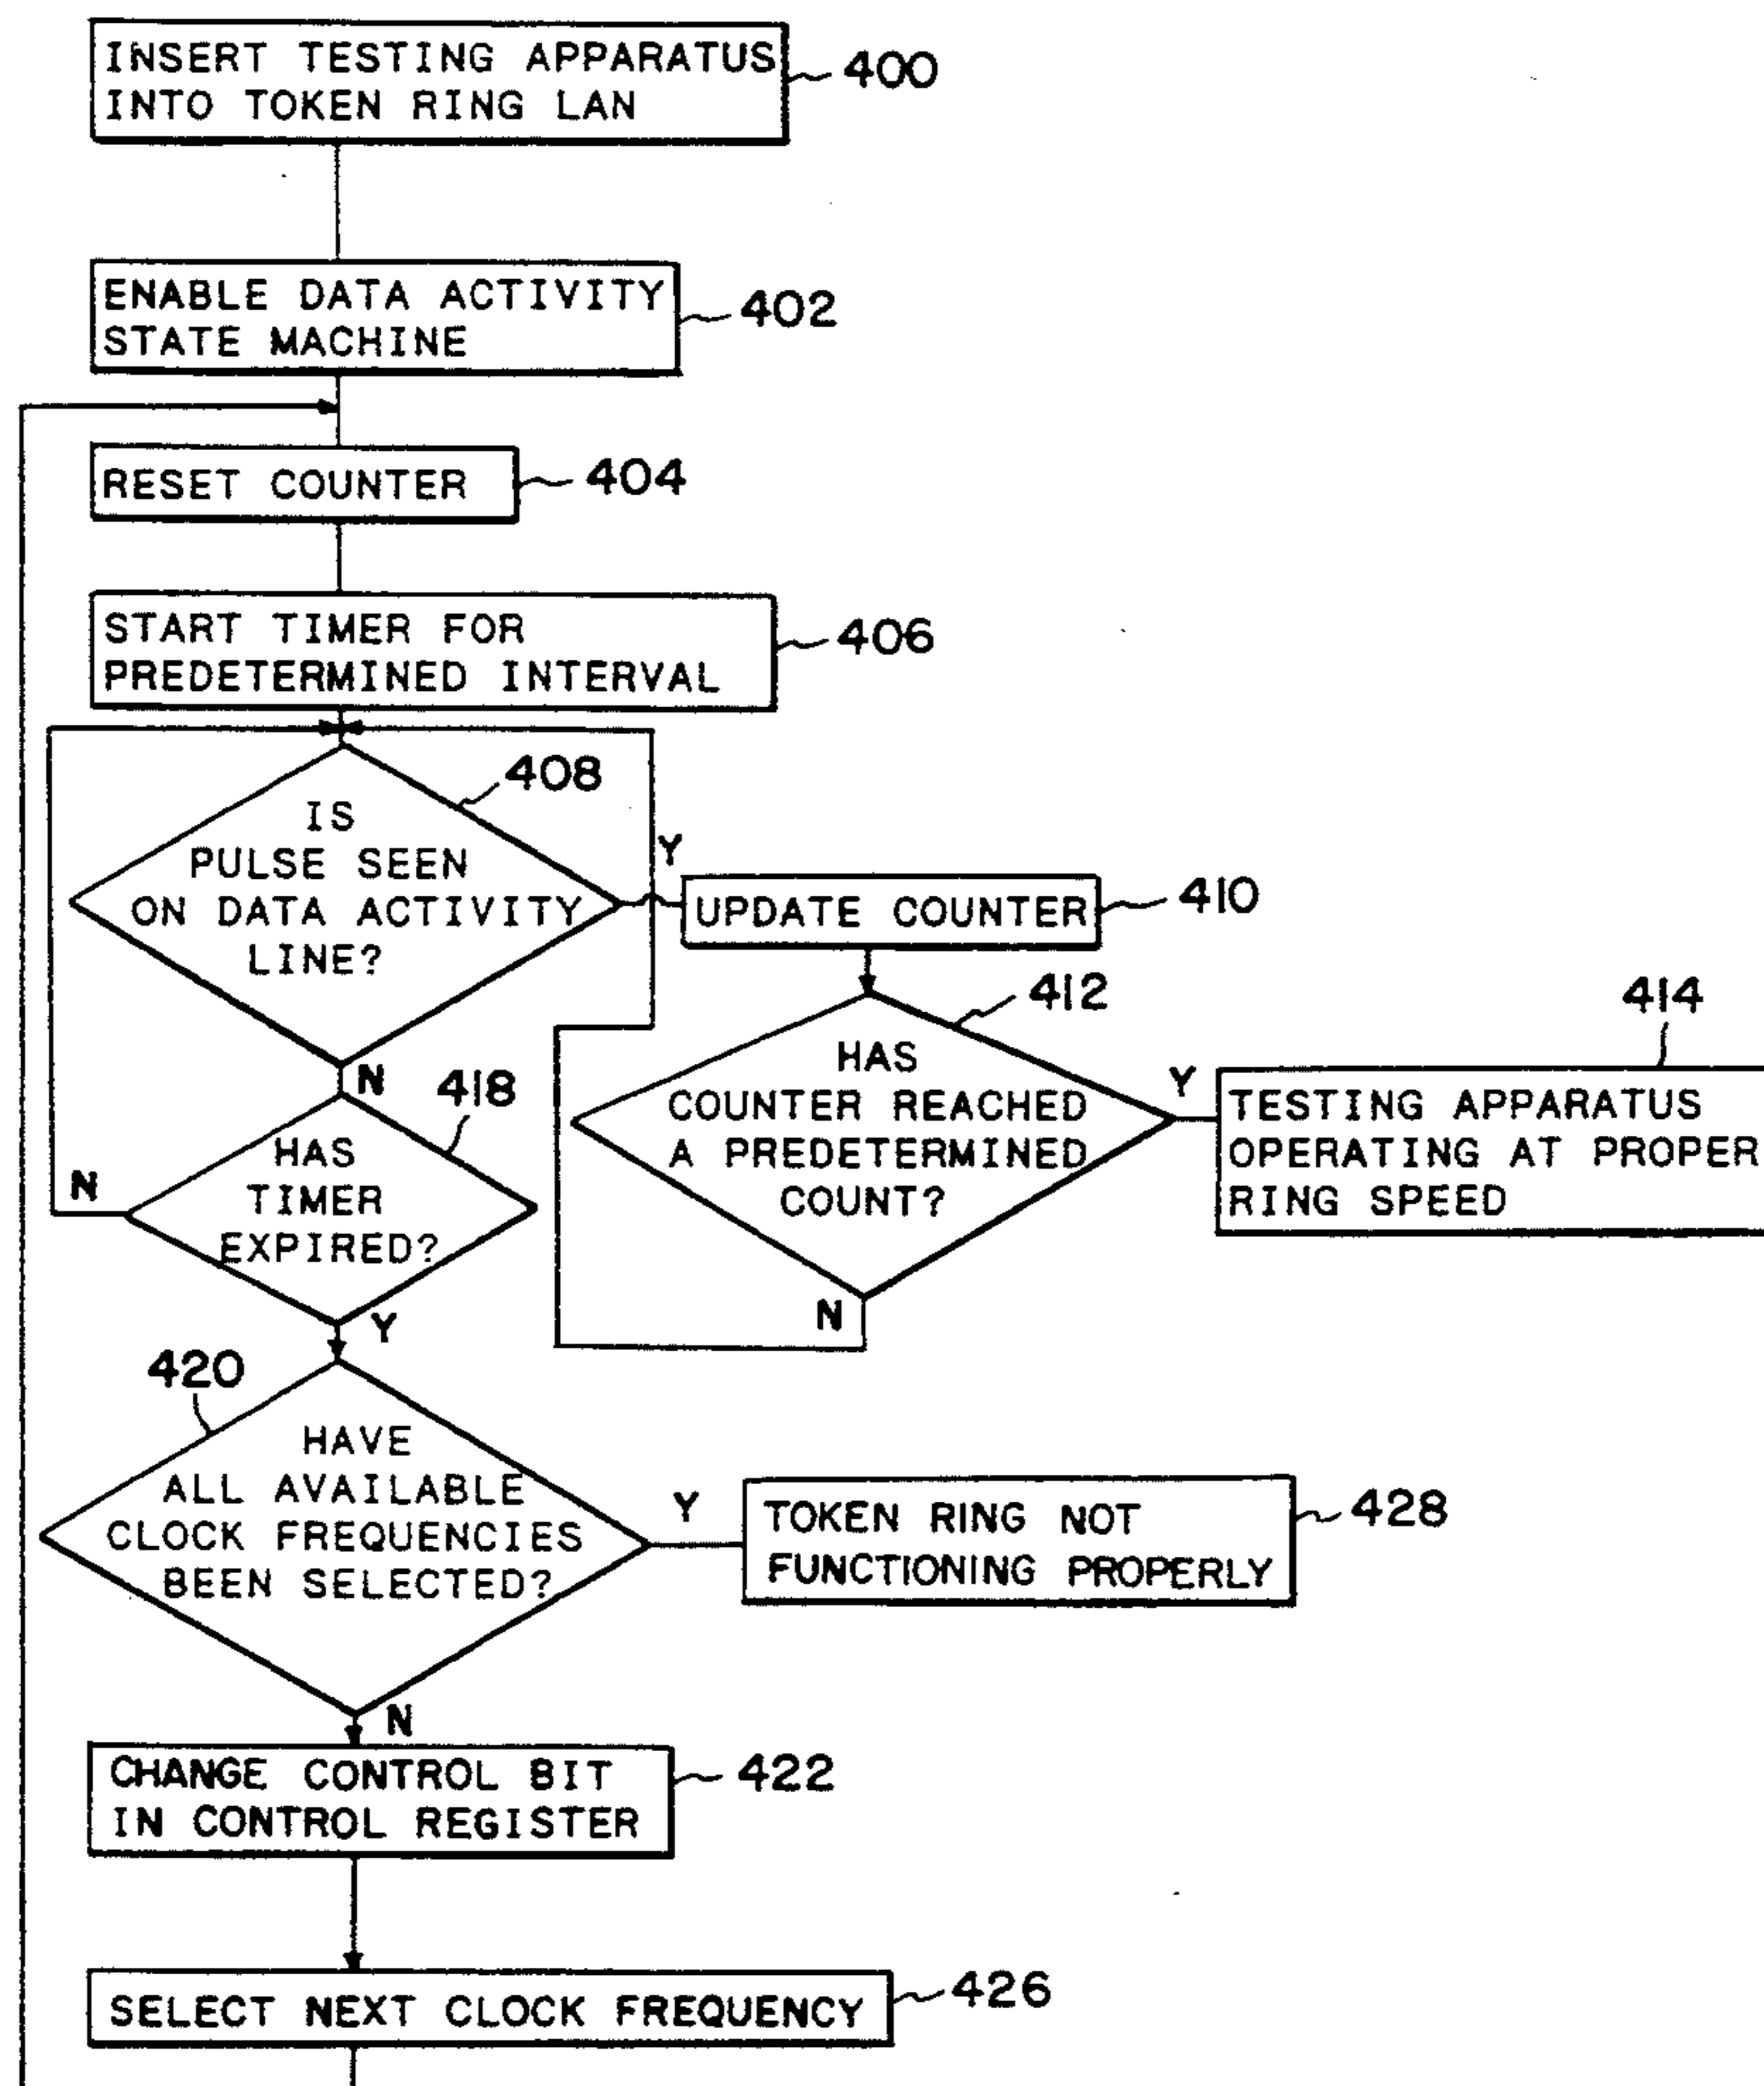 INSERT TESTING APPARATUS
INTO TOKEN RING LAN
400
ENABLE DATA ACTIVITY
STATE MACHINE
402
RESET COUNTER
404
START TIMER FOR
PREDETERMINED INTERVAL
406
408
IS
PULSE SEEN
ON DATA ACTIVITY
LINE?
Y
UPDATE COUNTER
410
412
HAS
COUNTER REACHED
A PREDETERMINED
COUNT?
Y
414
TESTING APPARATUS
OPERATING AT PROPER
RING SPEED
N
N
418
HAS
TIMER
EXPIRED?
N
Y
420
HAVE
ALL AVAILABLE
CLOCK FREQUENCIES
BEEN SELECTED?
Y
TOKEN RING NOT
FUNCTIONING PROPERLY
428
N
CHANGE CONTROL BIT
IN CONTROL REGISTER
422
SELECT NEXT CLOCK FREQUENCY
426